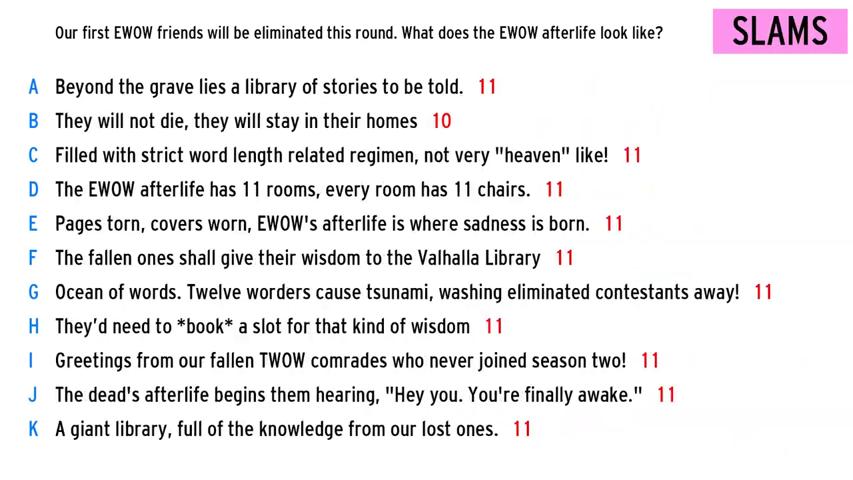 Our first EWOW friends will be eliminated this round. What does the EWOW afterlife look like?
SLAMS
A Beyond the grave lies a library of stories to be told. 11
B They will not die, they will stay in their homes 10
C Filled with strict word length related regimen, not very "heaven" like! 11
D The EWOW afterlife has 11 rooms, every room has 11 chairs. 11
E Pages torn, covers worn, EWOW's afterlife is where sadness is born. 11
F The fallen ones shall give their wisdom to the Valhalla Library 11
G Ocean of words. Twelve worders cause tsunami, washing eliminated contestants away! 11
H They’d need to *book* a slot for that kind of wisdom 11
I Greetings from our fallen TWOW comrades who never joined season two! 11
J The dead's afterlife begins them hearing, "Hey you. You're finally awake." 11
K A giant library, full of the knowledge from our lost ones. 11